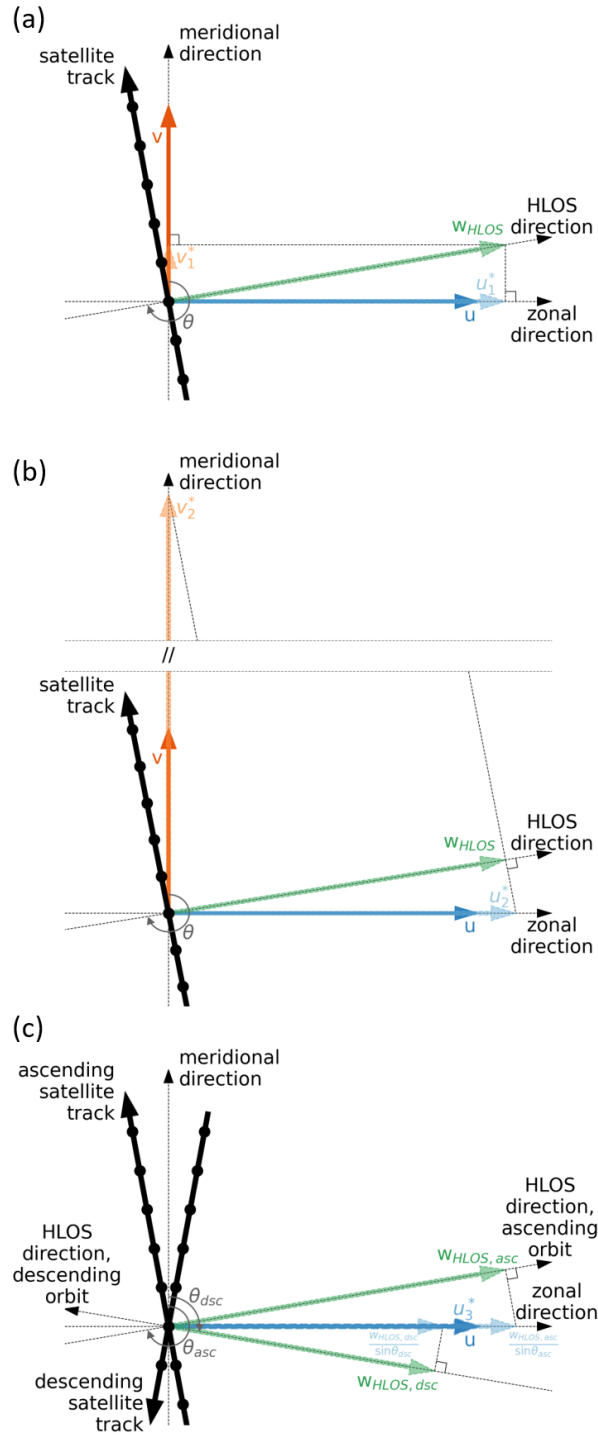 (a)
meridional
direction
satellite
track
v
HLOS
direction
w_HLOS
v₁*
u₁*
zonal
direction
u
θ
(b)
meridional
direction
v₂*
//
satellite
track
v
HLOS
direction
w_HLOS
u₂*
zonal
direction
u
θ
(c)
meridional
direction
ascending
satellite
track
HLOS
direction,
ascending
orbit
HLOS
direction,
descending
orbit
w_HLOS, asc
θ_dsc
zonal
direction
u₃*
θ_asc
w_HLOS, dsc / sinθ_dsc
u
w_HLOS, asc / sinθ_asc
w_HLOS, dsc
descending
satellite
track